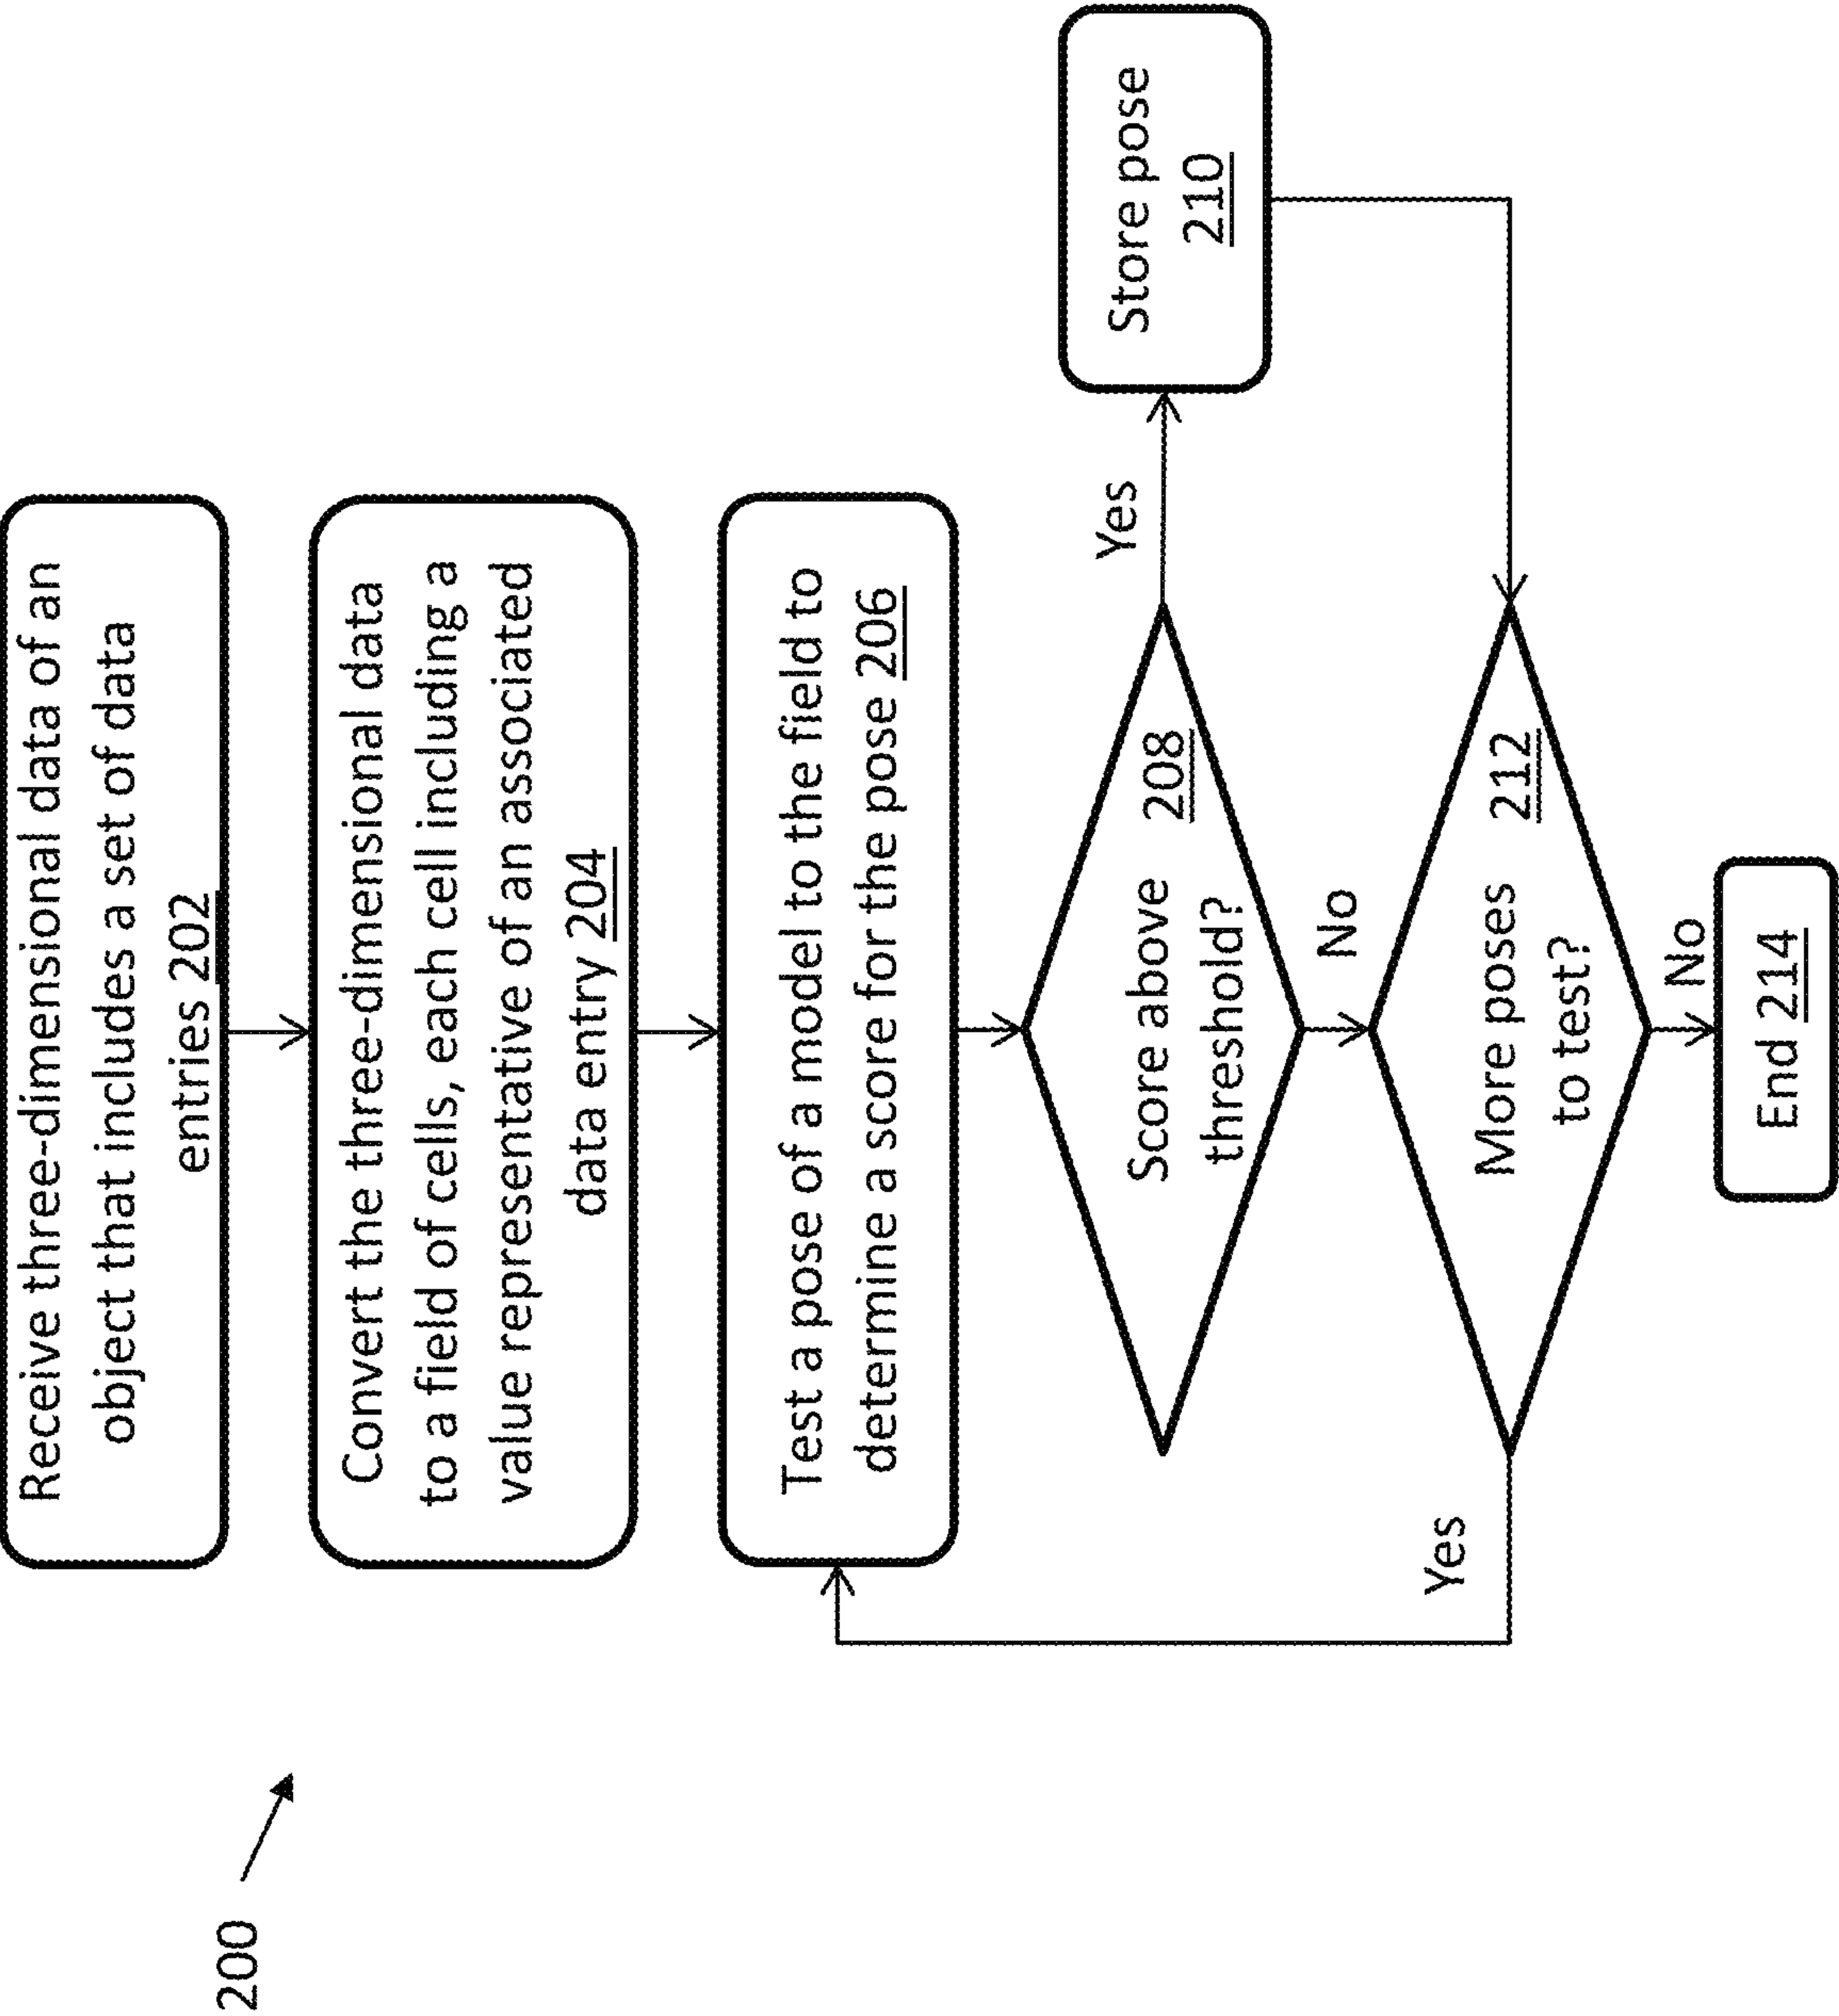 200
Receive three-dimensional data of an
object that includes a set of data
entries 202
Convert the three-dimensional data
to a field of cells, each cell including a
value representative of an associated
data entry 204
Test a pose of a model to the field to
determine a score for the pose 206
Score above
threshold?
208
Yes
Store pose
210
No
More poses
to test?
212
Yes
No
End 214